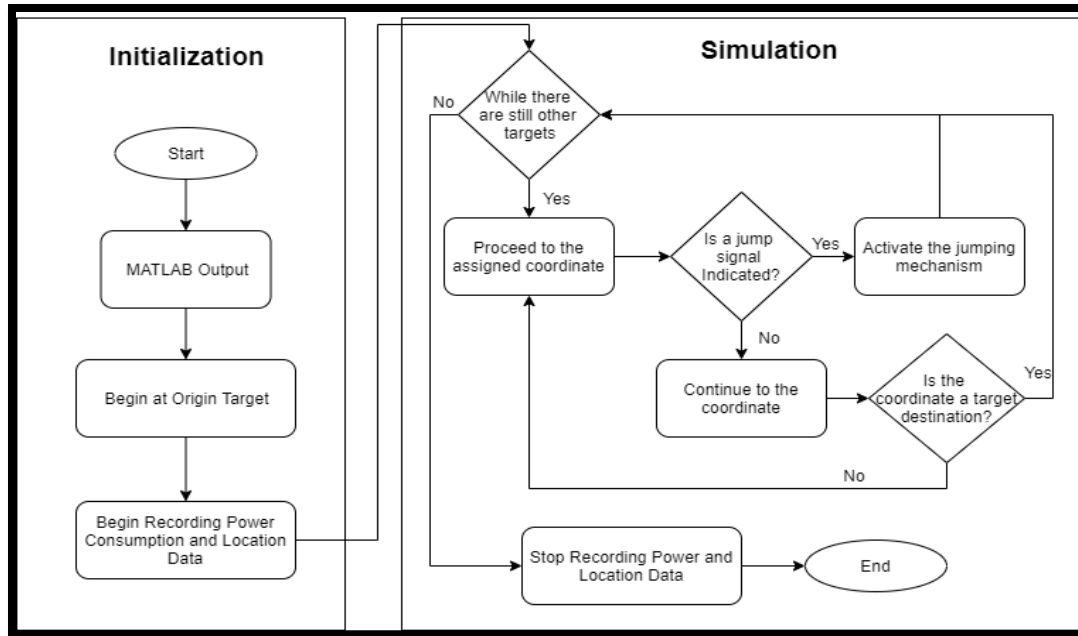 Initialization
Start
MATLAB Output
Begin at Origin Target
Begin Recording Power
Consumption and Location
Data
Simulation
While there
are still other
targets
No
Yes
Proceed to the
assigned coordinate
Is a jump
signal
Indicated?
Yes
Activate the jumping
mechanism
No
Continue to the
coordinate
Is the
coordinate a target
destination?
Yes
No
Stop Recording Power and
Location Data
End